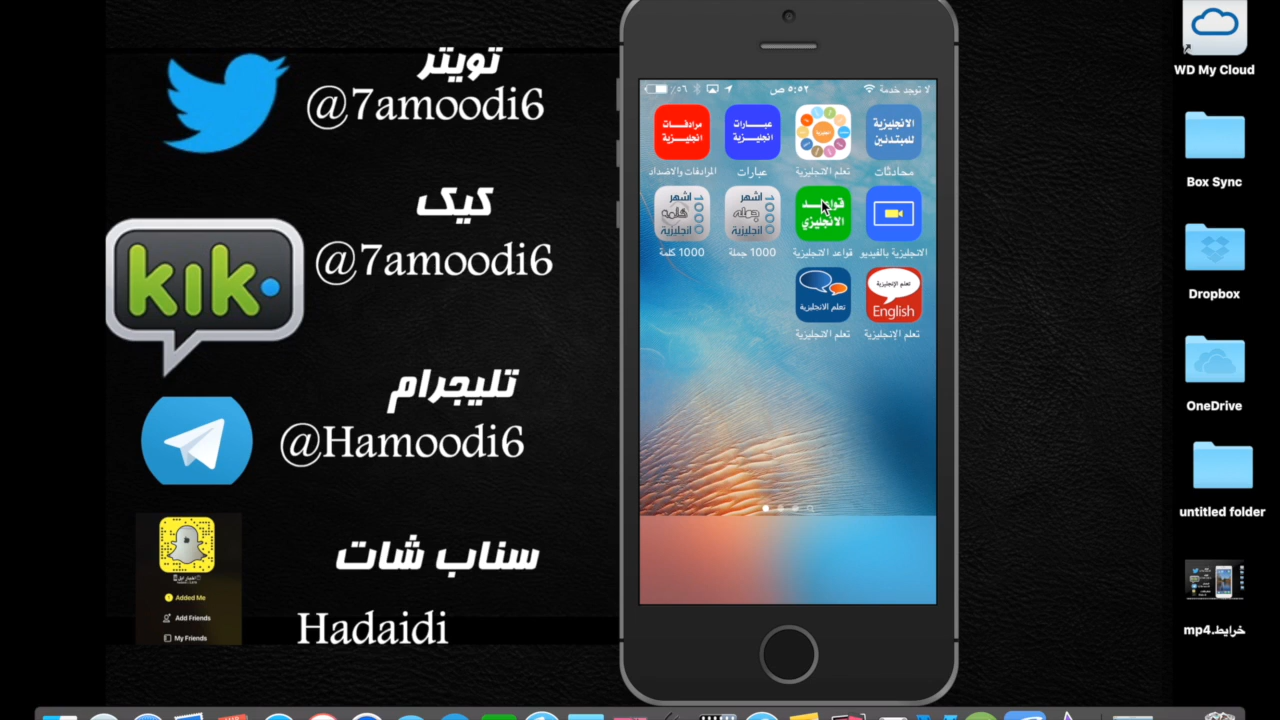 تويتر
@7amoodi6
كيك
kik
@7amoodi6
تليجرام
@Hamoodi6
سناب شات
Hadaidi
Added Me
Add Friends
My Friends
لا توجد خدمة
٥:٥٢ ص
٥٦٪
الانجليزية للمبتدئين
محادثات
تعلم الانجليزية
عبارات انجليزية
عبارات
مرادفات انجليزية
المرادفات والاضداد
الانجليزية بالفيديو
قواعد الانجليزي
قواعد الانجليزية
اشهر 1000 جملة انجليزية
1000 جملة
اشهر 1000 كلمة انجليزية
1000 كلمة
تعلم الإنجليزية
English
تعلم الإنجليزية
تعلم الانجليزية
تعلم الانجليزية
WD My Cloud
Box Sync
Dropbox
OneDrive
untitled folder
خرايط.mp4